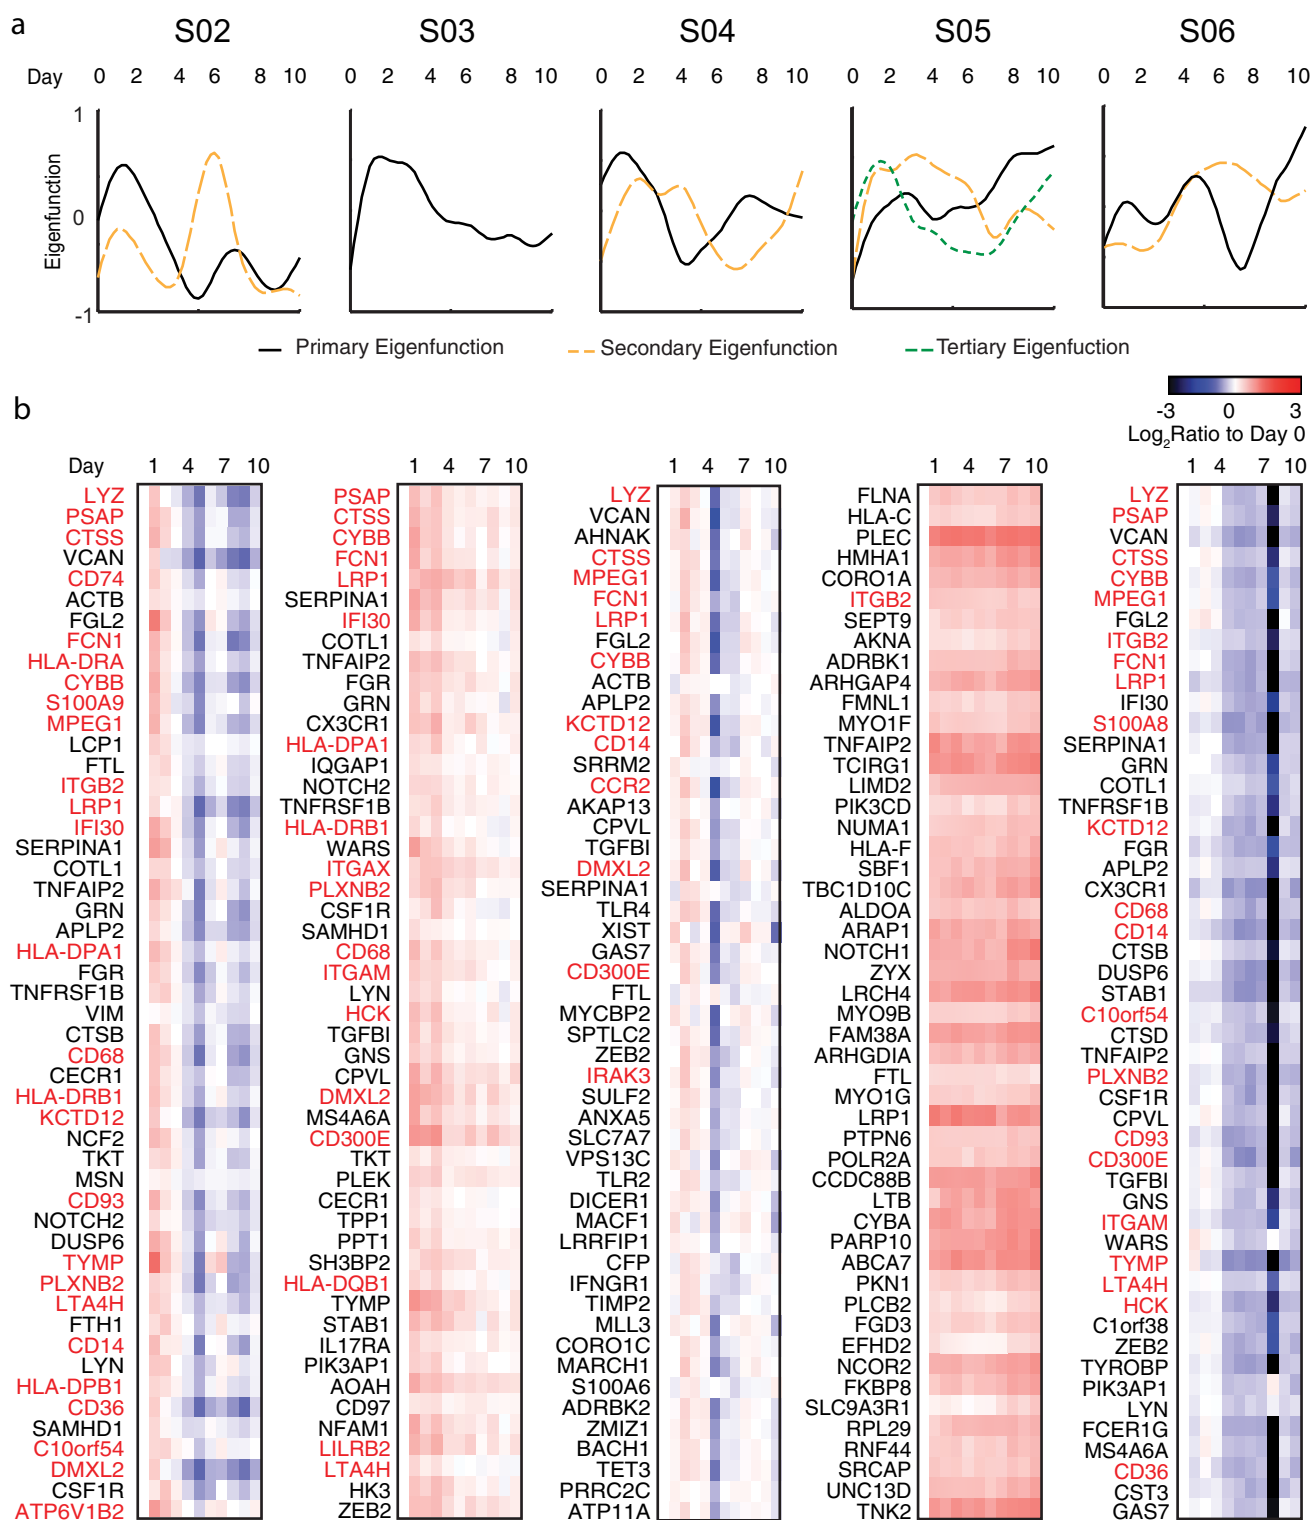 a
S02 S03 S04 S05 S06
Day 0 2 4 6 8 10 0 2 4 6 8 10 0 2 4 6 8 10 0 2 4 6 8 10 0 2 4 6 8 10
1
0
-1
Eigenfunction
Primary Eigenfunction Secondary Eigenfunction Tertiary Eigenfuction
b
-3 0 3
Log2Ratio to Day 0
Day 1 4 7 10 1 4 7 10 1 4 7 10 1 4 7 10 1 4 7 10
LYZ PSAP LYZ FLNA LYZ
PSAP CTSS VCAN HLA-C PSAP
CTSS CYBB AHNAK PLEC VCAN
VCAN FCN1 CTSS HMHA1 CTSS
CD74 LRP1 MPEG1 CORO1A CYBB
ACTB SERPINA1 FCN1 ITGB2 MPEG1
FGL2 IFI30 LRP1 SEPT9 FGL2
FCN1 COTL1 FGL2 AKNA ITGB2
HLA-DRA TNFAIP2 CYBB ADRBK1 FCN1
CYBB FGR ACTB ARHGAP4 LRP1
S100A9 GRN APLP2 FMNL1 IFI30
MPEG1 CX3CR1 KCTD12 MYO1F S100A8
LCP1 HLA-DPA1 CD14 TNFAIP2 SERPINA1
FTL IQGAP1 SRRM2 TCIRG1 GRN
ITGB2 NOTCH2 CCR2 LIMD2 COTL1
LRP1 TNFRSF1B AKAP13 PIK3CD TNFRSF1B
IFI30 HLA-DRB1 CPVL NUMA1 KCTD12
SERPINA1 WARS TGFBI HLA-F FGR
COTL1 ITGAX DMXL2 SBF1 APLP2
TNFAIP2 PLXNB2 SERPINA1 TBC1D10C CX3CR1
GRN CSF1R TLR4 ALDOA CD68
APLP2 SAMHD1 XIST ARAP1 CD14
HLA-DPA1 CD68 GAS7 NOTCH1 CTSB
FGR ITGAM CD300E ZYX DUSP6
TNFRSF1B LYN FTL LRCH4 STAB1
VIM HCK MYCBP2 MYO9B C10orf54
CTSB TGFBI SPTLC2 FAM38A CTSD
CD68 GNS ZEB2 ARHGDIA TNFAIP2
CECR1 CPVL IRAK3 FTL PLXNB2
HLA-DRB1 DMXL2 SULF2 MYO1G CSF1R
KCTD12 MS4A6A ANXA5 LRP1 CPVL
NCF2 CD300E SLC7A7 PTPN6 CD93
TKT TKT VPS13C POLR2A CD300E
MSN PLEK TLR2 CCDC88B TGFBI
CD93 CECR1 DICER1 LTB GNS
NOTCH2 TPP1 MACF1 CYBA ITGAM
DUSP6 PPT1 LRRFIP1 PARP10 WARS
TYMP SH3BP2 CFP ABCA7 TYMP
PLXNB2 HLA-DQB1 IFNGR1 PKN1 LTA4H
LTA4H TYMP TIMP2 PLCB2 HCK
FTH1 STAB1 MLL3 FGD3 C1orf38
CD14 IL17RA CORO1C EFHD2 ZEB2
LYN PIK3AP1 MARCH1 NCOR2 TYROBP
HLA-DPB1 AOAH S100A6 FKBP8 PIK3AP1
CD36 CD97 ADRBK2 SLC9A3R1 LYN
SAMHD1 NFAM1 ZMIZ1 RPL29 FCER1G
C10orf54 LILRB2 BACH1 RNF44 MS4A6A
DMXL2 LTA4H TET3 SRCAP CD36
CSF1R HK3 PRRC2C UNC13D CST3
ATP6V1B2 ZEB2 ATP11A TNK2 GAS7